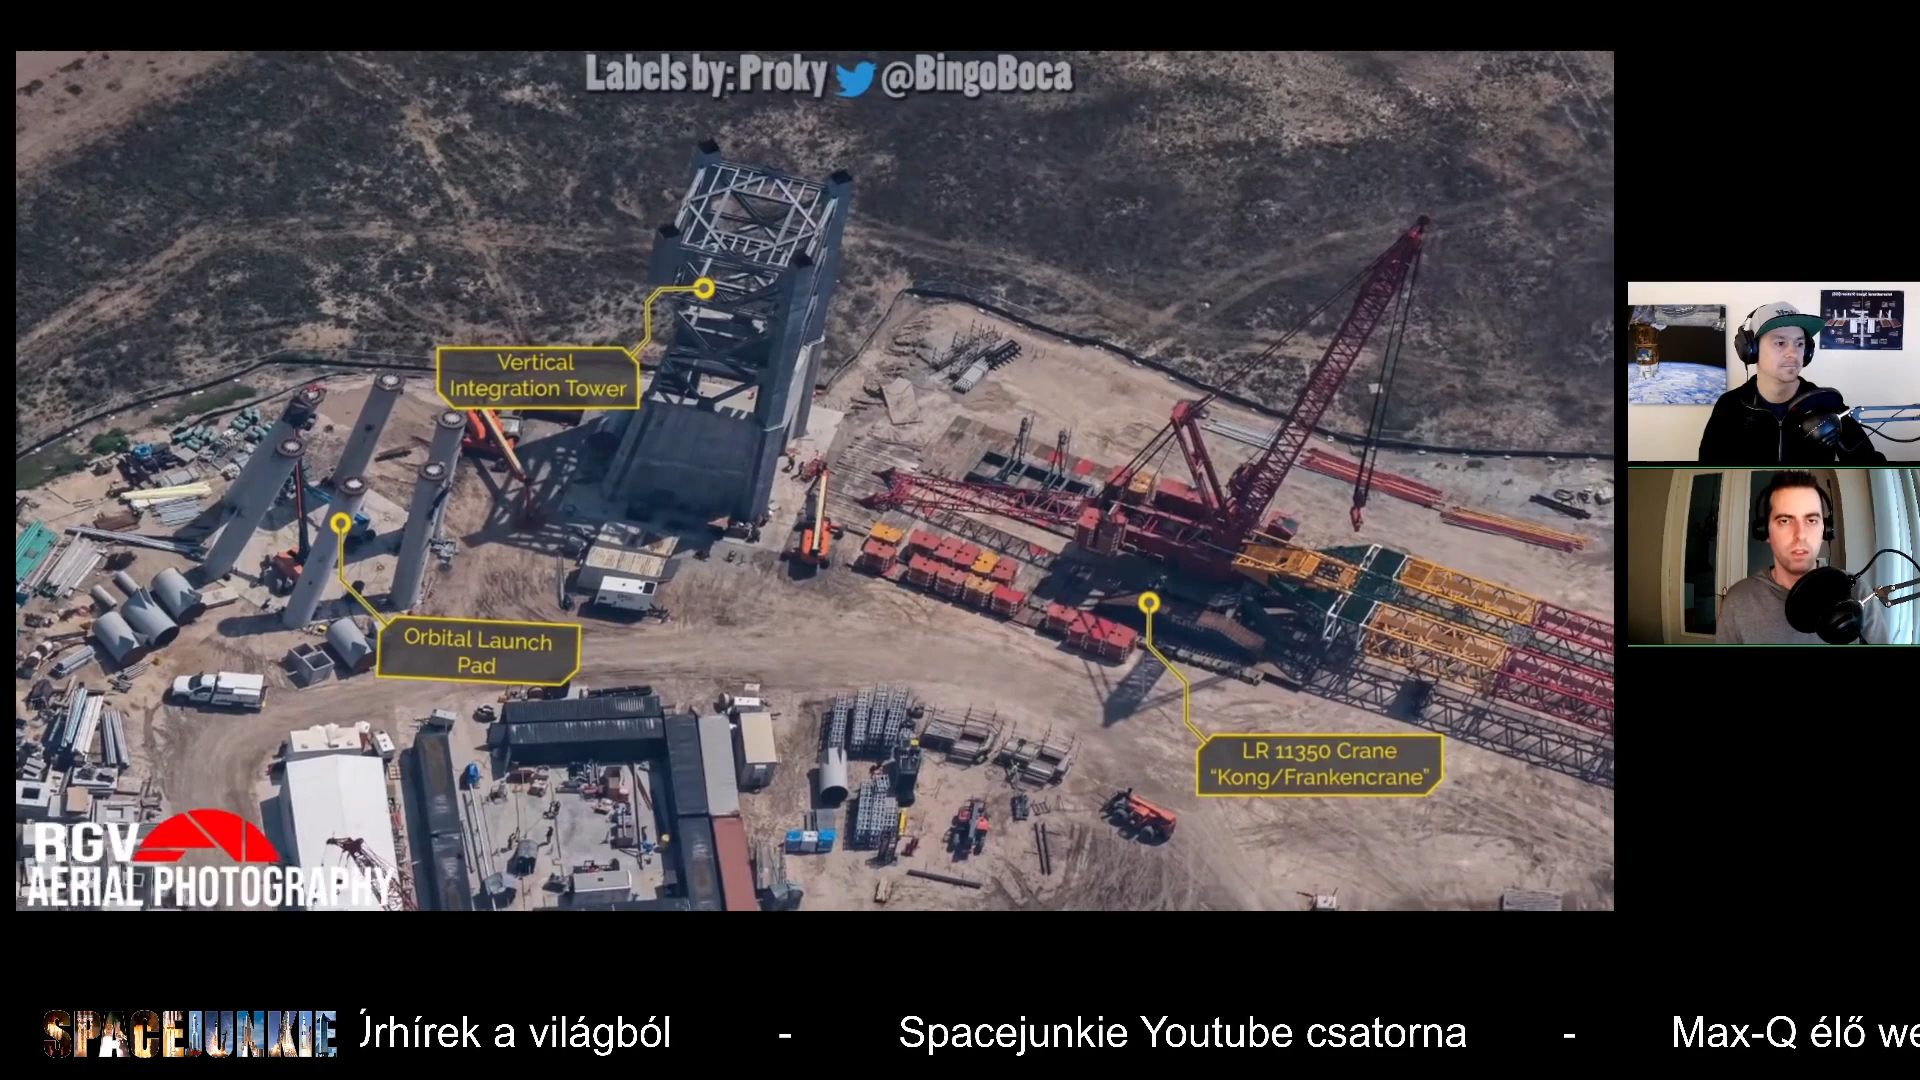 Labels by: Proky @BingoBoca
Vertical
Integration Tower
Orbital Launch
Pad
LR 11350 Crane
“Kong/Frankencrane”
RGV
AERIAL PHOTOGRAPHY
SPACEJUNKIE
Űrhírek a világból - Spacejunkie Youtube csatorna - Max-Q élő we